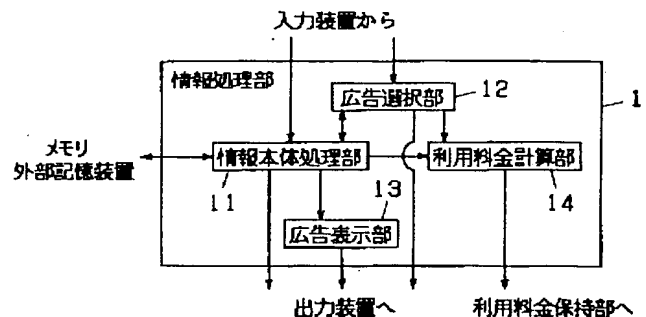 入力装置から
情報処理部
広告選択部
12
1
メモリ
外部記憶装置
情報本体処理部
利用料金計算部
11
13
14
広告表示部
出力装置へ
利用料金保持部へ